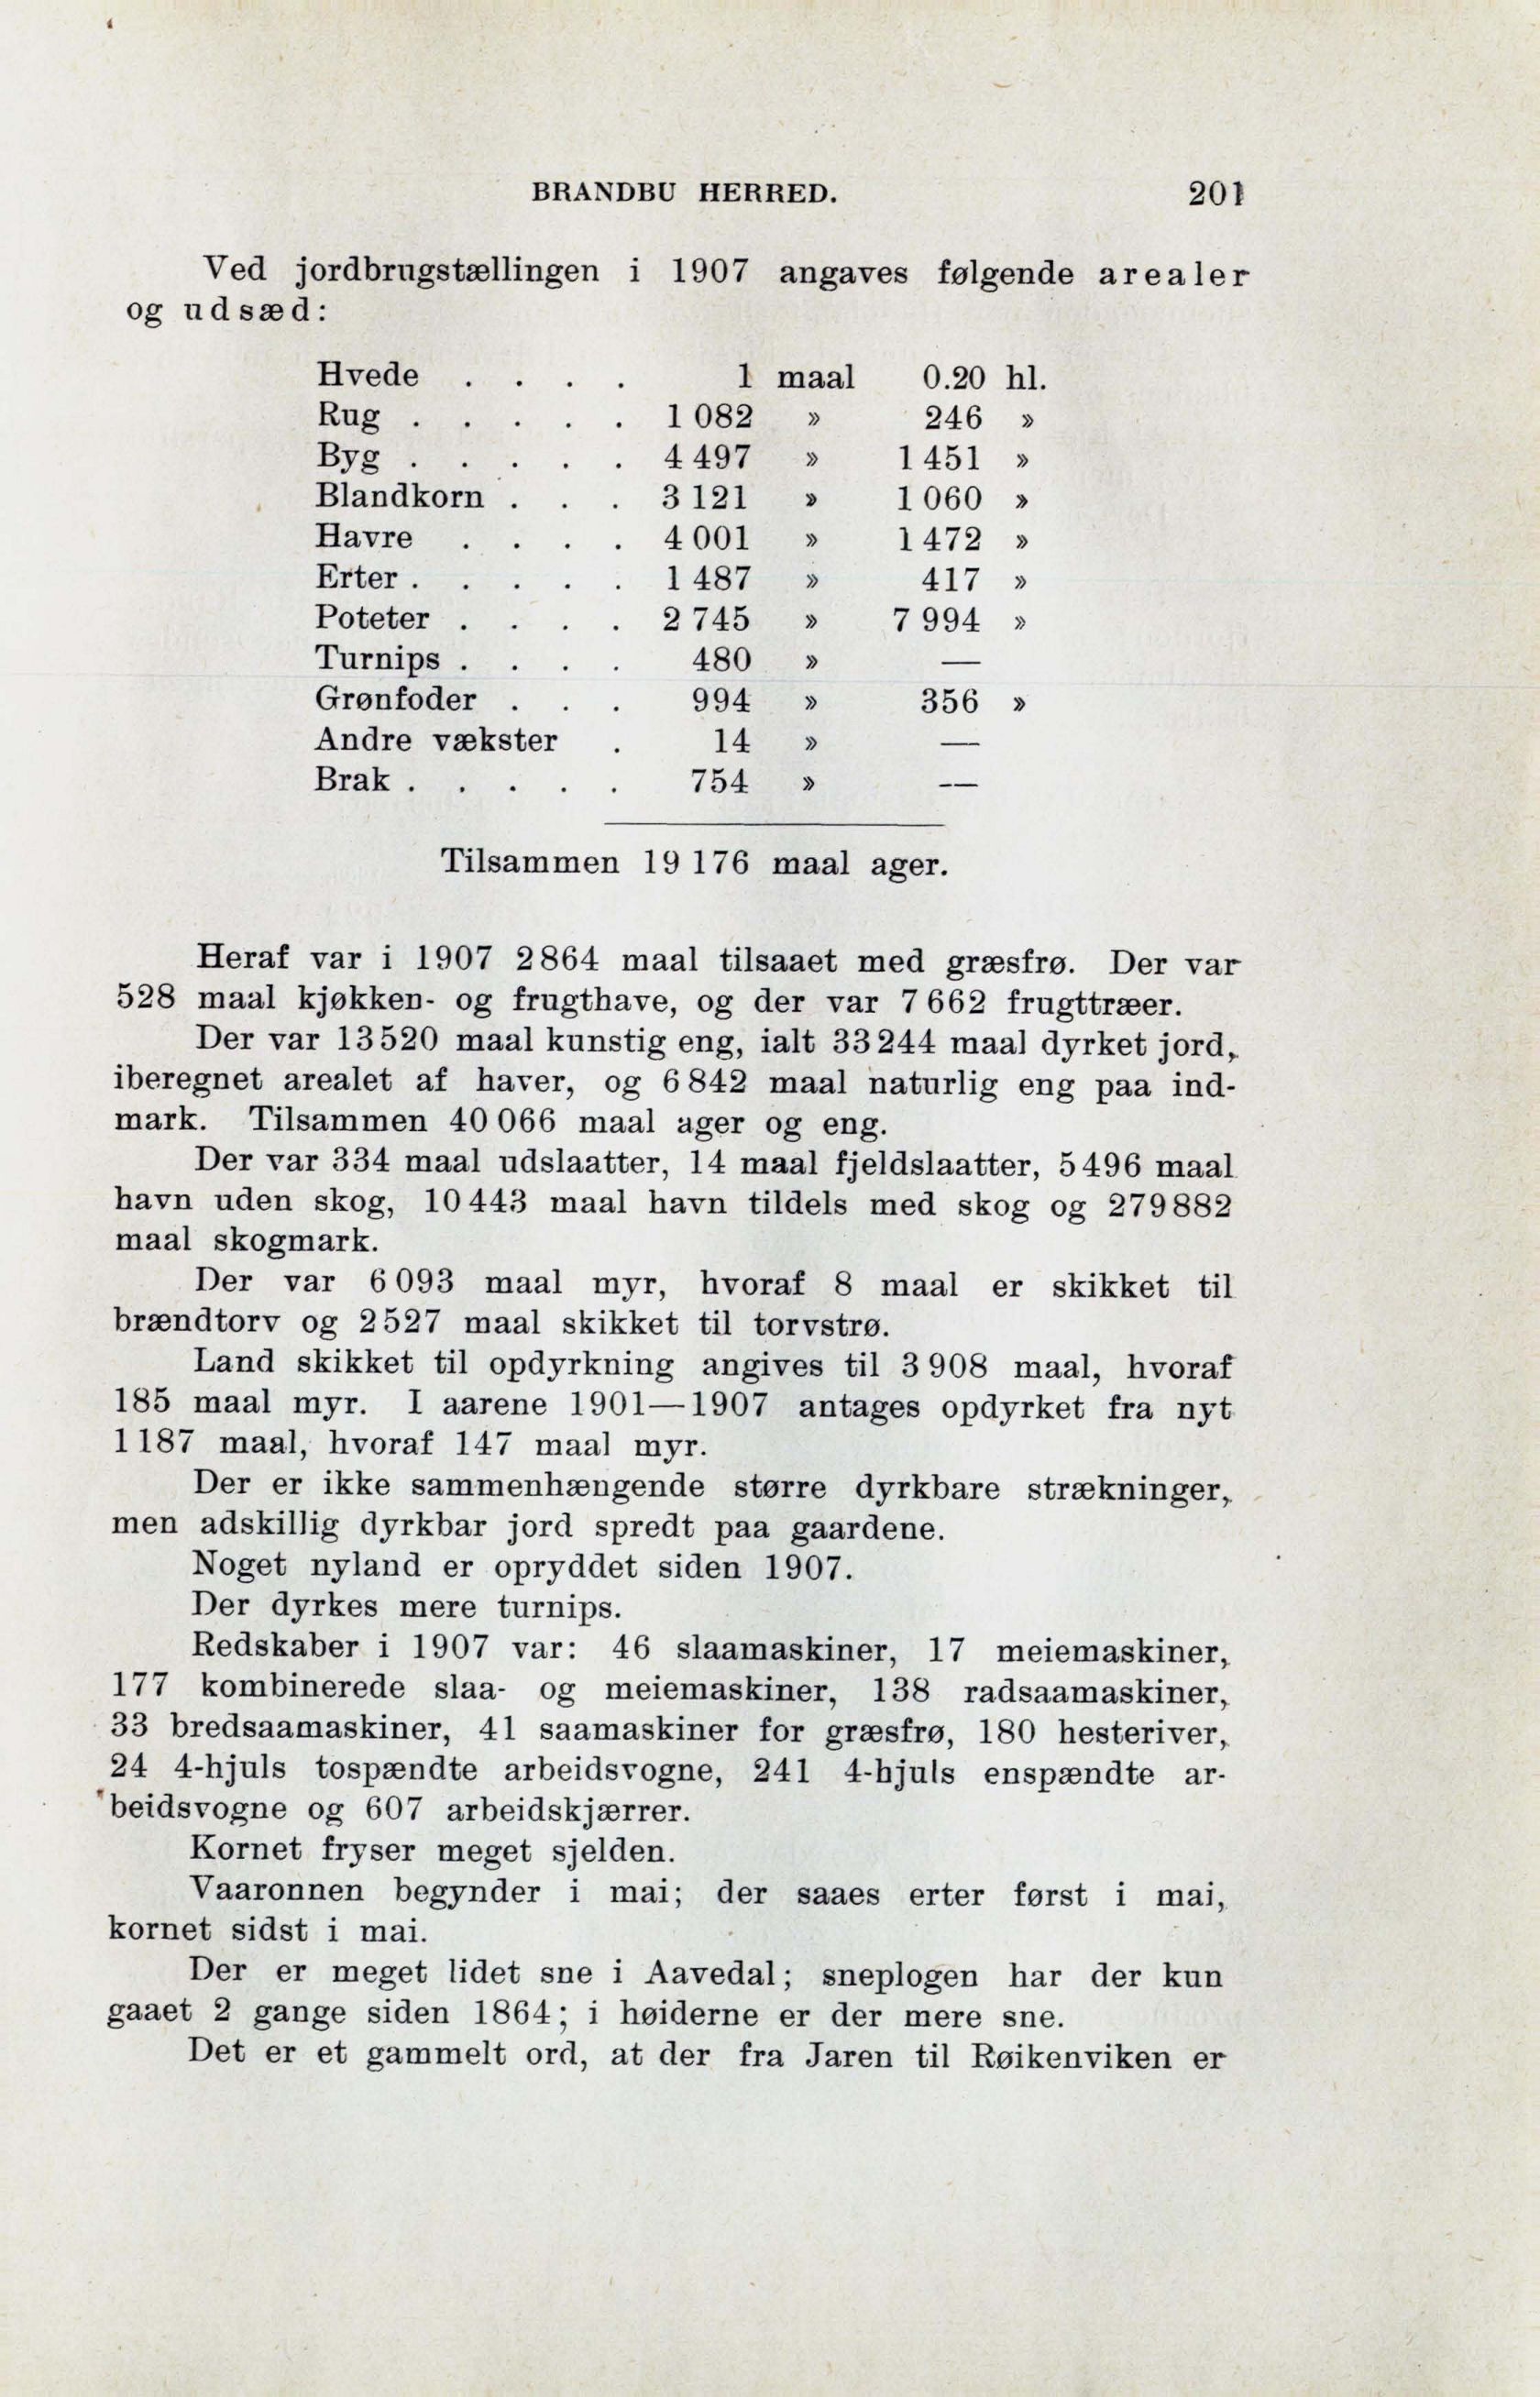 BRANDBU HERRED. 201
Ved jordbrugstællingen i 1907 angaves følgende arealer
og udsæd:
Hvede . . . . 1 maal 0.20 hl.
Rug . . . . . 1 082 » 246 »
Byg . . . . . 4 497 » 1 451 »
Blandkorn . . . 3 121 » 1 060 »
Havre . . . . 4 001 » 1 472 »
Erter . . . . . 1 487 » 417 »
Poteter . . . . 2 745 » 7 994 »
Turnips . . . . 480 » —
Grønfoder . . . 994 » 356 »
Andre vækster . 14 » —
Brak . . . . . 754 » —
Tilsammen 19 176 maal ager.
Heraf var i 1907 2 864 maal tilsaaet med græsfrø. Der var
528 maal kjøkken- og frugthave, og der var 7 662 frugttræer.
Der var 13 520 maal kunstig eng, ialt 33 244 maal dyrket jord,
iberegnet arealet af haver, og 6 842 maal naturlig eng paa ind-
mark. Tilsammen 40 066 maal ager og eng.
Der var 334 maal udslaatter, 14 maal fjeldslaatter, 5 496 maal
havn uden skog, 10 443 maal havn tildels med skog og 279 882
maal skogmark.
Der var 6 093 maal myr, hvoraf 8 maal er skikket til
brændtorv og 2 527 maal skikket til torvstrø.
Land skikket til opdyrkning angives til 3 908 maal, hvoraf
185 maal myr. I aarene 1901—1907 antages opdyrket fra nyt
1 187 maal, hvoraf 147 maal myr.
Der er ikke sammenhængende større dyrkbare strækninger,
men adskillig dyrkbar jord spredt paa gaardene.
Noget nyland er opryddet siden 1907.
Der dyrkes mere turnips.
Redskaber i 1907 var: 46 slaamaskiner, 17 meiemaskiner,
177 kombinerede slaa- og meiemaskiner, 138 radsaamaskiner,
33 bredsaamaskiner, 41 saamaskiner for græsfrø, 180 hesteriver,
24 4-hjuls tospændte arbeidsvogne, 241 4-hjuls enspændte ar-
beidsvogne og 607 arbeidskjærrer.
Kornet fryser meget sjelden.
Vaaronnen begynder i mai; der saaes erter først i mai,
kornet sidst i mai.
Der er meget lidet sne i Aavedal; sneplogen har der kun
gaaet 2 gange siden 1864; i høiderne er der mere sne.
Det er et gammelt ord, at der fra Jaren til Røikenviken er